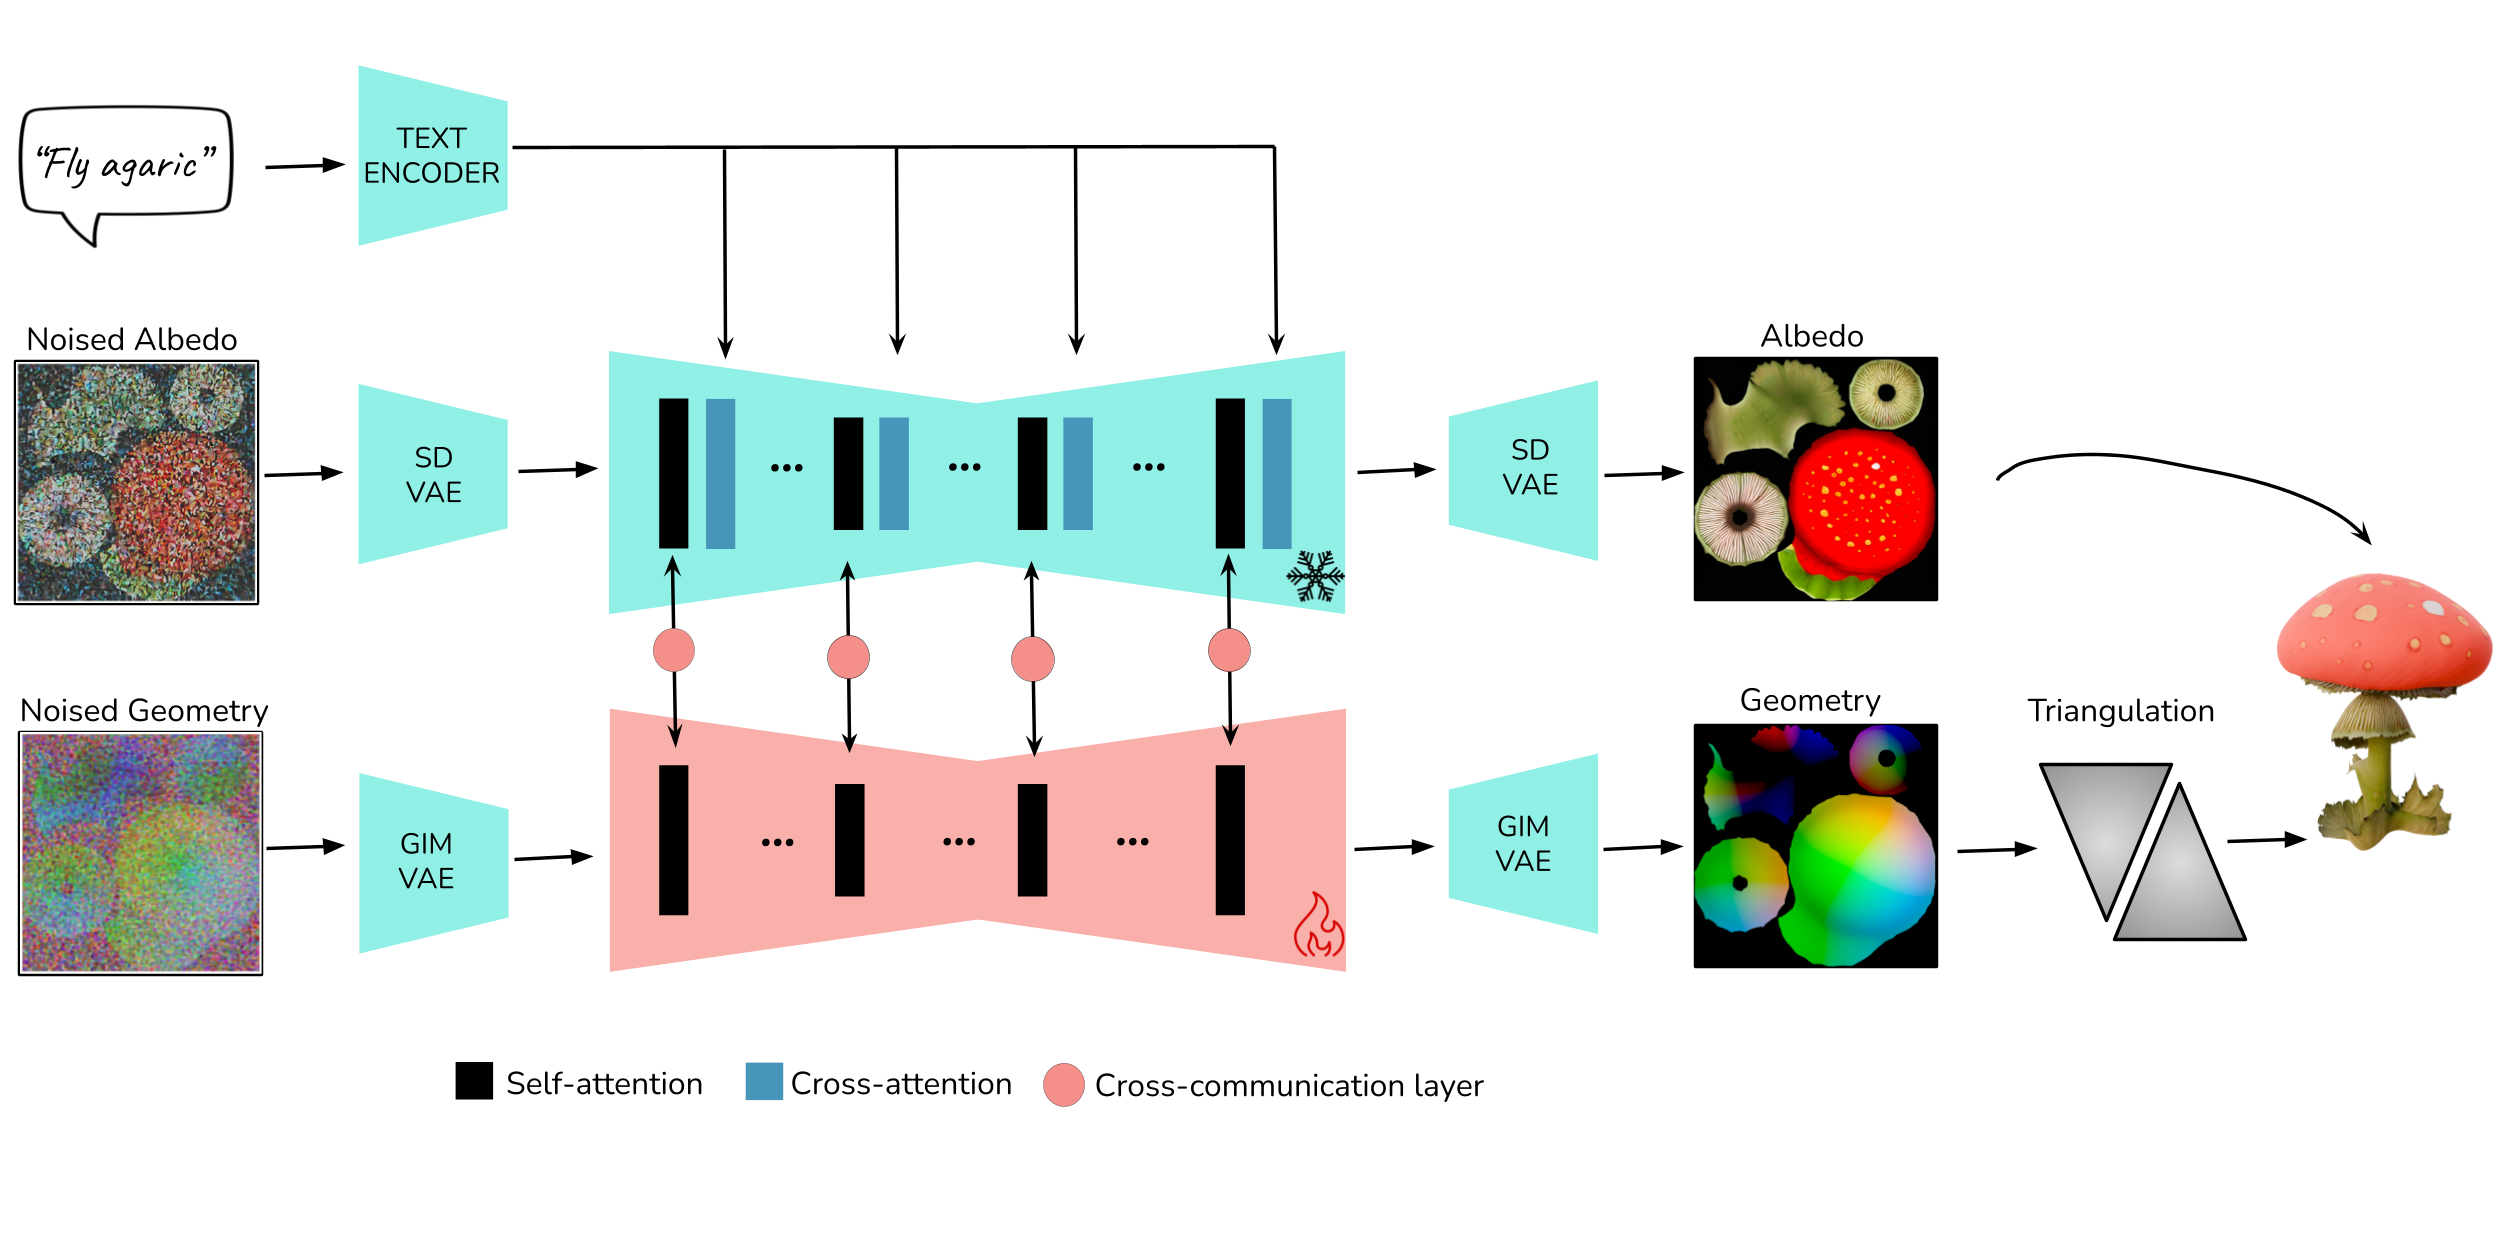 “Fly agaric”
TEXT
ENCODER
Noised Albedo
SD
VAE
SD
VAE
Albedo
Noised Geometry
GIM
VAE
GIM
VAE
Geometry
Triangulation
Self-attention
Cross-attention
Cross-communication layer